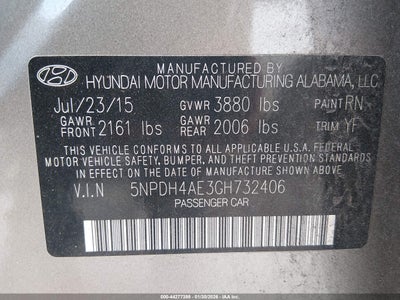 MANUFACTURED BY
HYUNDAI MOTOR MANUFACTURING ALABAMA, LLC
Jul/23/15 GVWR 3880 lbs PAINT RN
GAWR FRONT 2161 lbs GAWR REAR 2006 lbs TRIM YF
THIS VEHICLE CONFORMS TO ALL APPLICABLE U.S. FEDERAL
MOTOR VEHICLE SAFETY, BUMPER, AND THEFT PREVENTION STANDARDS
IN EFFECT ON THE DATE OF MANUFACTURE SHOWN ABOVE
V.I.N 5NPDH4AE3GH732406
PASSENGER CAR